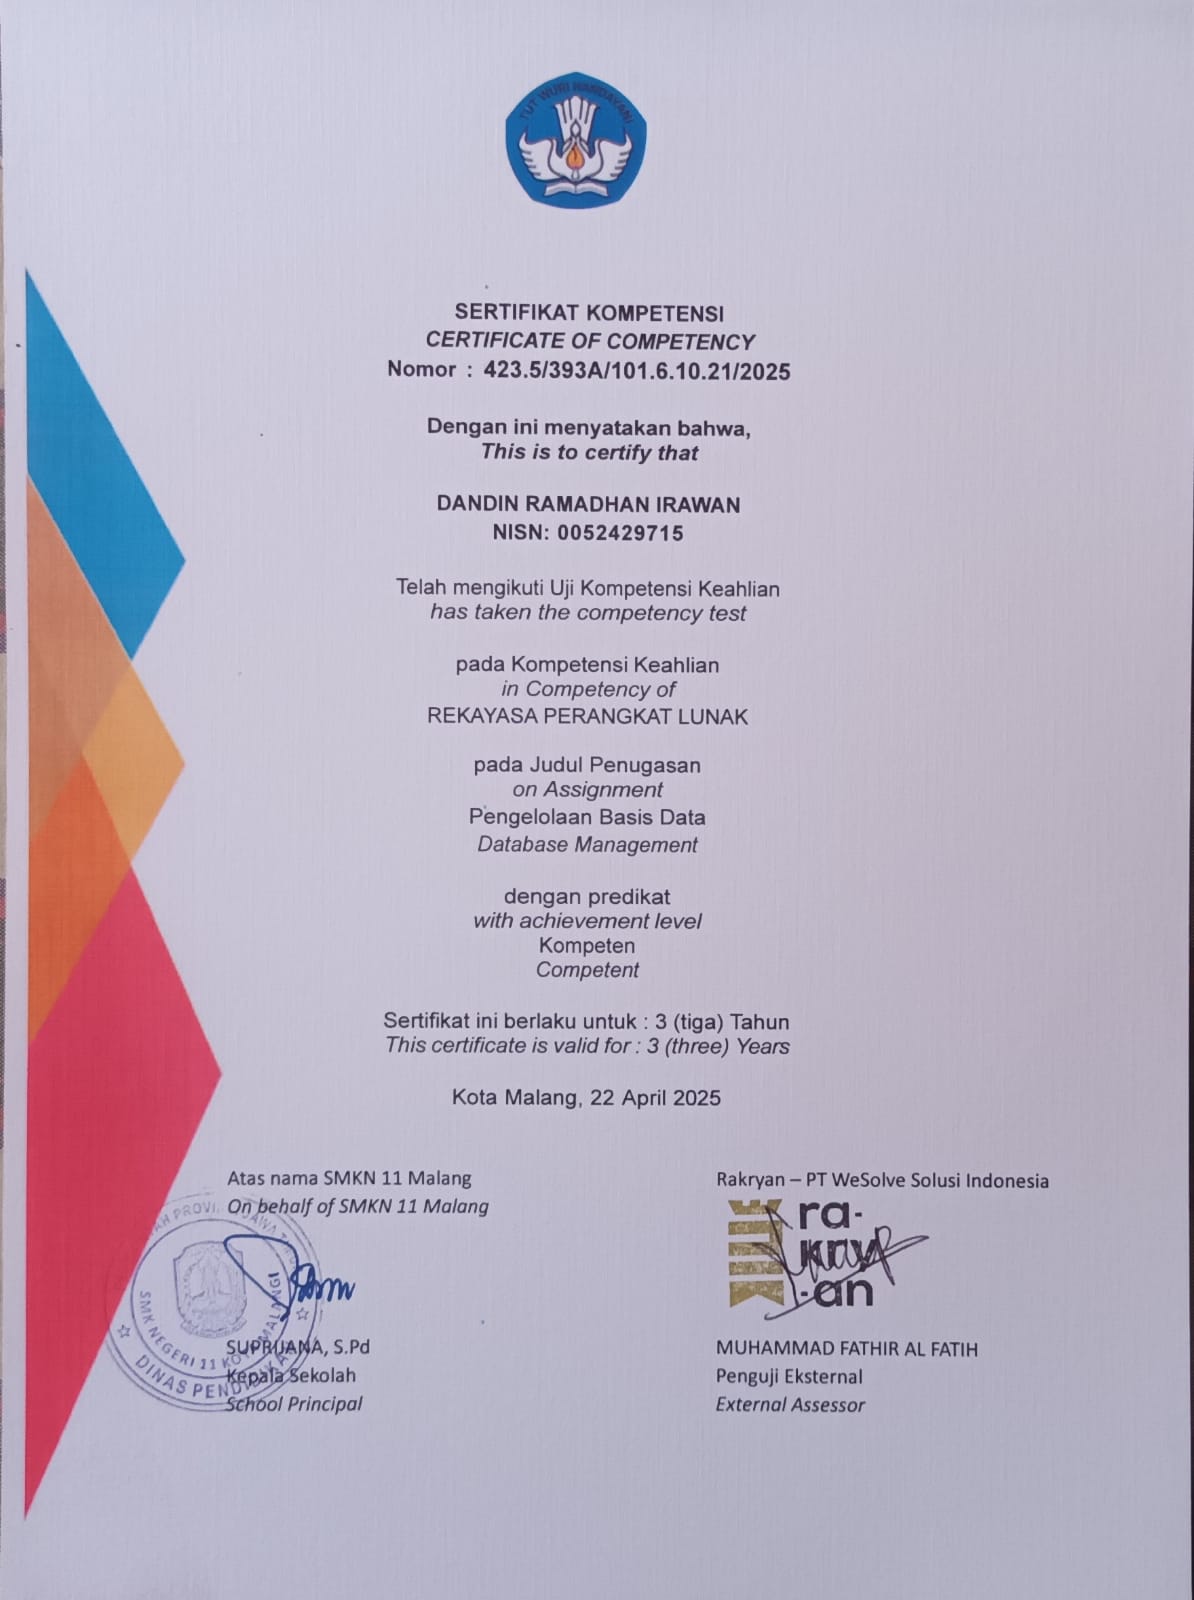 TUT WURI HANDAYANI
SERTIFIKAT KOMPETENSI
CERTIFICATE OF COMPETENCY
Nomor : 423.5/393A/101.6.10.21/2025
Dengan ini menyatakan bahwa,
This is to certify that
DANDIN RAMADHAN IRAWAN
NISN: 0052429715
Telah mengikuti Uji Kompetensi Keahlian
has taken the competency test
pada Kompetensi Keahlian
in Competency of
REKAYASA PERANGKAT LUNAK
pada Judul Penugasan
on Assignment
Pengelolaan Basis Data
Database Management
dengan predikat
with achievement level
Kompeten
Competent
Sertifikat ini berlaku untuk : 3 (tiga) Tahun
This certificate is valid for : 3 (three) Years
Kota Malang, 22 April 2025
Atas nama SMKN 11 Malang
On behalf of SMKN 11 Malang
SMK NEGERI 11 KOTA MALANG
DINAS PENDIDIKAN
SUPRIJANA, S.Pd
Kepala Sekolah
School Principal
Rakryan – PT WeSolve Solusi Indonesia
ra-
kryan
-an
MUHAMMAD FATHIR AL FATIH
Penguji Eksternal
External Assessor